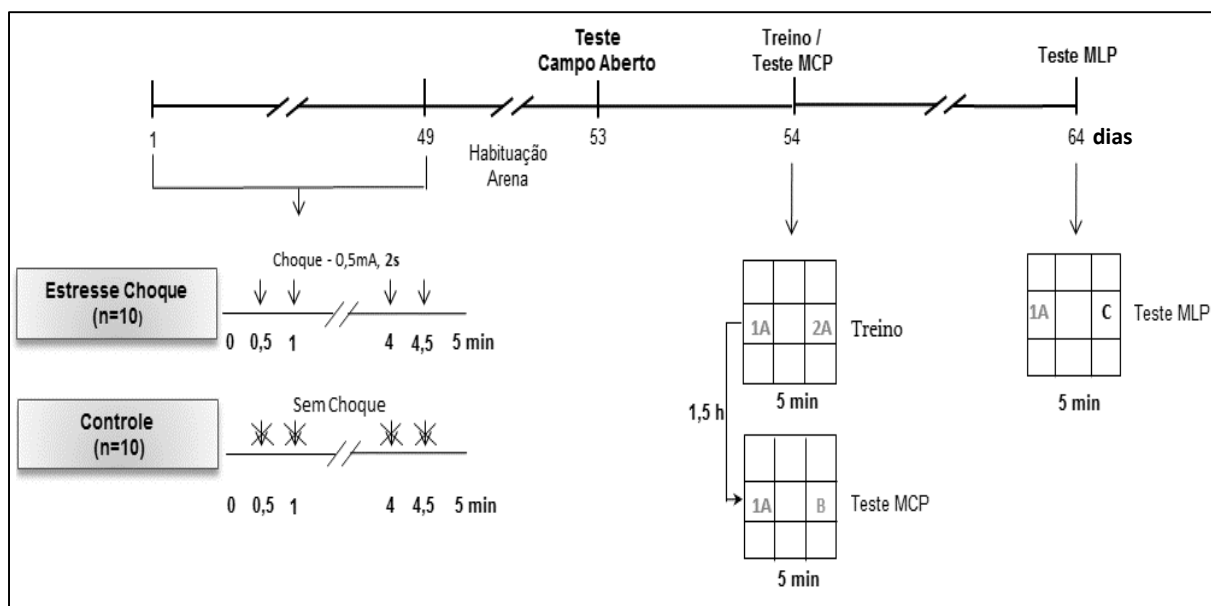 Teste
Campo Aberto
Treino /
Teste MCP
Teste MLP
1
49
Habituação
Arena
53
54
64 dias
Choque - 0,5mA, 2s
Estresse Choque
(n=10)
0 0,5 1 4 4,5 5 min
Sem Choque
Controle
(n=10)
0 0,5 1 4 4,5 5 min
1A 2A Treino
5 min
1,5 h
1A B Teste MCP
5 min
1A C Teste MLP
5 min